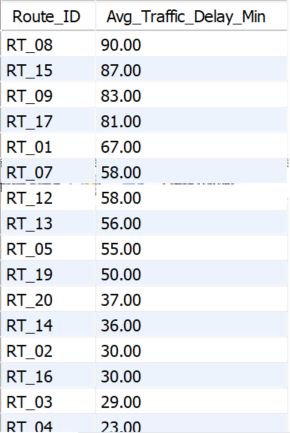 Route_ID Avg_Traffic_Delay_Min
RT_08 90.00
RT_15 87.00
RT_09 83.00
RT_17 81.00
RT_01 67.00
RT_07 58.00
RT_12 58.00
RT_13 56.00
RT_05 55.00
RT_19 50.00
RT_20 37.00
RT_14 36.00
RT_02 30.00
RT_16 30.00
RT_03 29.00
RT_04 23.00